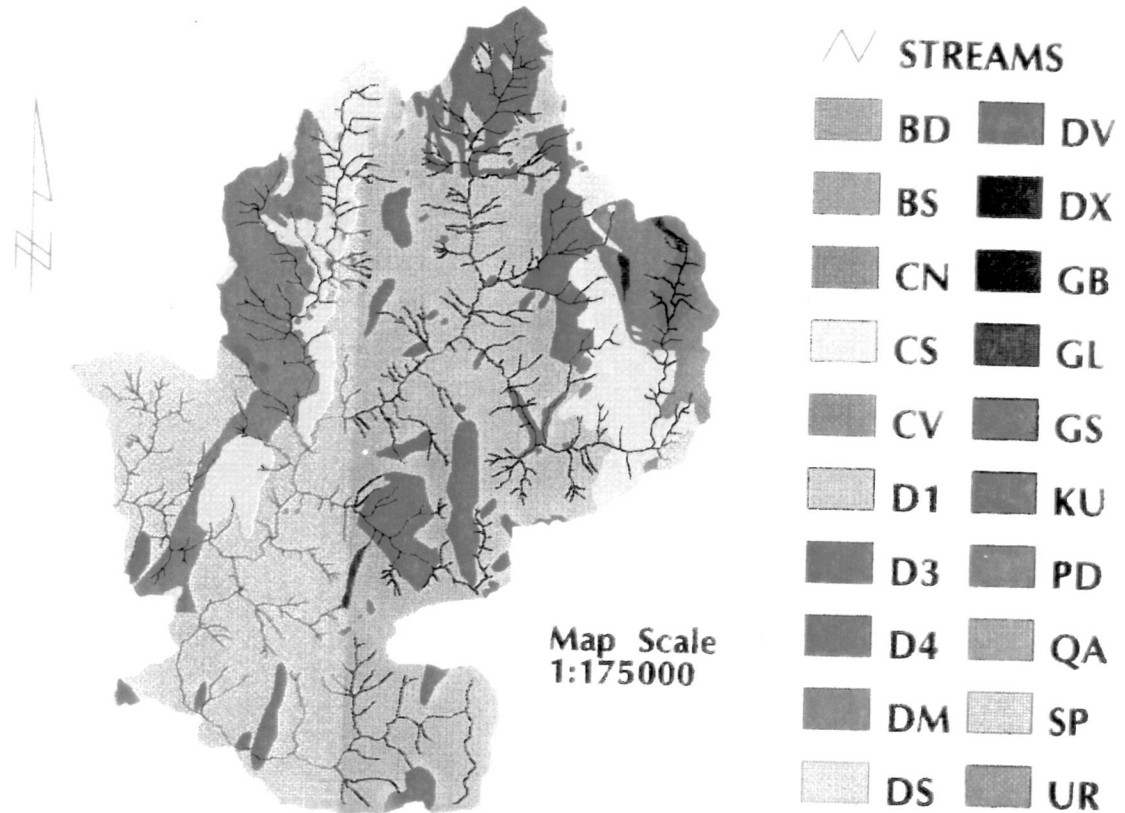 STREAMS
BD
BS
CN
CS
CV
D1
D3
D4
DM
DS
DV
DX
GB
GL
GS
KU
PD
QA
SP
UR
Map Scale
1:175000